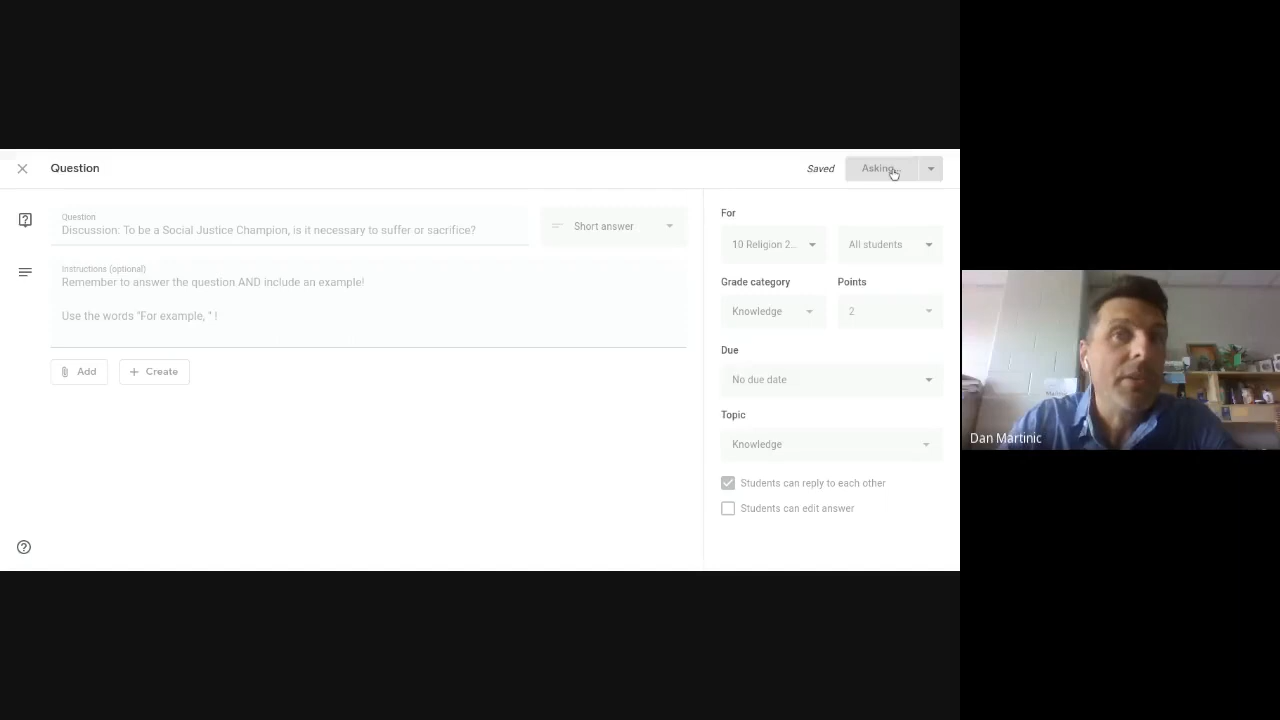 Question
Saved
Asking...
Question
Discussion: To be a Social Justice Champion, is it necessary to suffer or sacrifice?
Short answer
Instructions (optional)
Remember to answer the question AND include an example!
Use the words "For example, " !
Add
Create
For
10 Religion 2...
All students
Grade category
Points
Knowledge
2
Due
No due date
Topic
Knowledge
Students can reply to each other
Students can edit answer
Dan Martinic